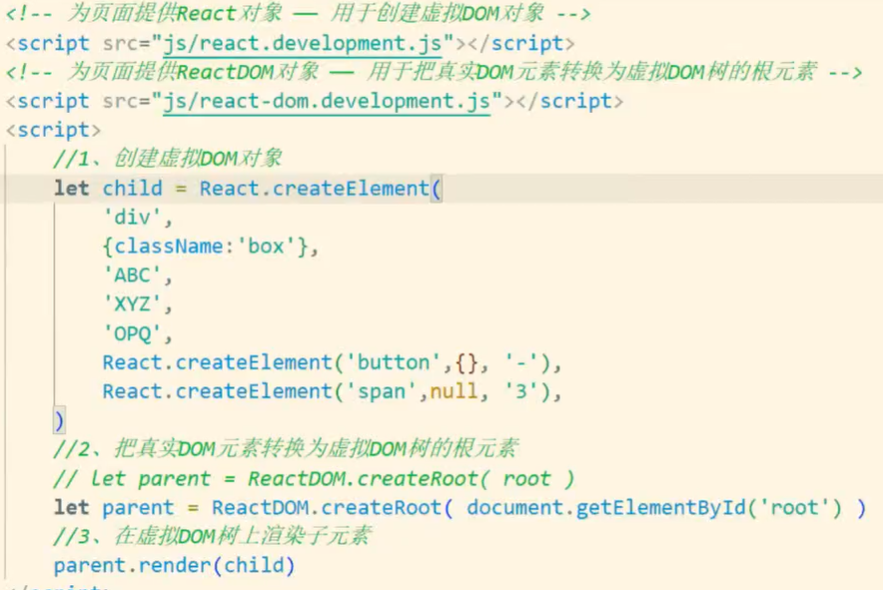 <!-- 为页面提供React对象 —— 用于创建虚拟DOM对象 -->
<script src="js/react.development.js"></script>
<!-- 为页面提供ReactDOM对象 —— 用于把真实DOM元素转换为虚拟DOM树的根元素 -->
<script src="js/react-dom.development.js"></script>
<script>
//1、创建虚拟DOM对象
let child = React.createElement(
'div',
{className:'box'},
'ABC',
'XYZ',
'OPQ',
React.createElement('button',{}, '-'),
React.createElement('span',null, '3'),
)
//2、把真实DOM元素转换为虚拟DOM树的根元素
// let parent = ReactDOM.createRoot( root )
let parent = ReactDOM.createRoot( document.getElementById('root') )
//3、在虚拟DOM树上渲染子元素
parent.render(child)